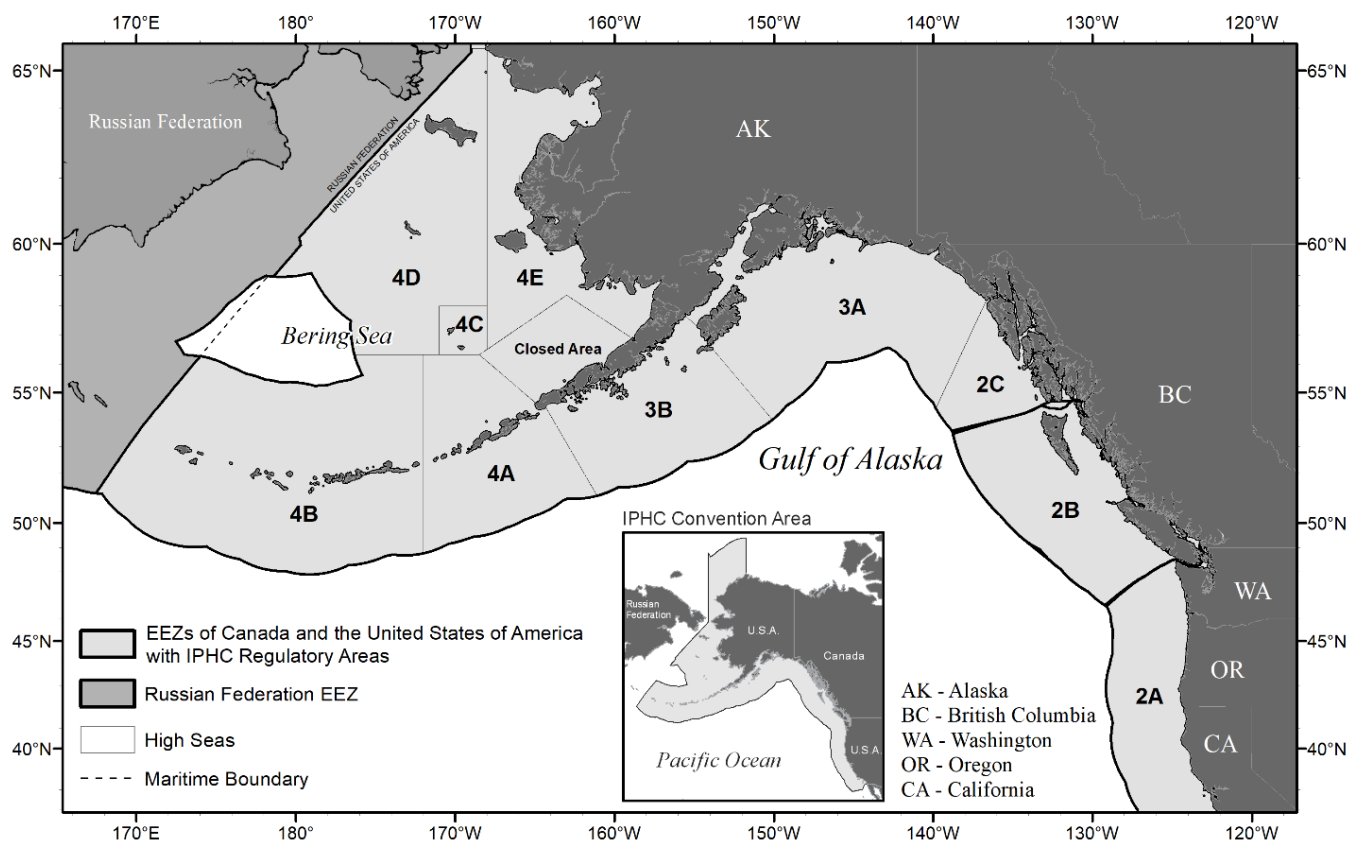 170°E 180° 170°W 160°W 150°W 140°W 130°W 120°W
65°N 65°N
Russian Federation
RUSSIAN FEDERATION
UNITED STATES OF AMERICA
AK
60°N 60°N
4D
4E
3A
4C
Bering Sea
Closed Area
55°N 55°N
2C
BC
3B
Gulf of Alaska
4A
4B
2B
50°N 50°N
IPHC Convention Area
Russian
Federation
U.S.A.
Canada
U.S.A.
Pacific Ocean
WA
45°N 45°N
OR
2A
CA
40°N 40°N
EEZs of Canada and the United States of America
with IPHC Regulatory Areas
Russian Federation EEZ
High Seas
Maritime Boundary
AK - Alaska
BC - British Columbia
WA - Washington
OR - Oregon
CA - California
170°E 180° 170°W 160°W 150°W 140°W 130°W 120°W